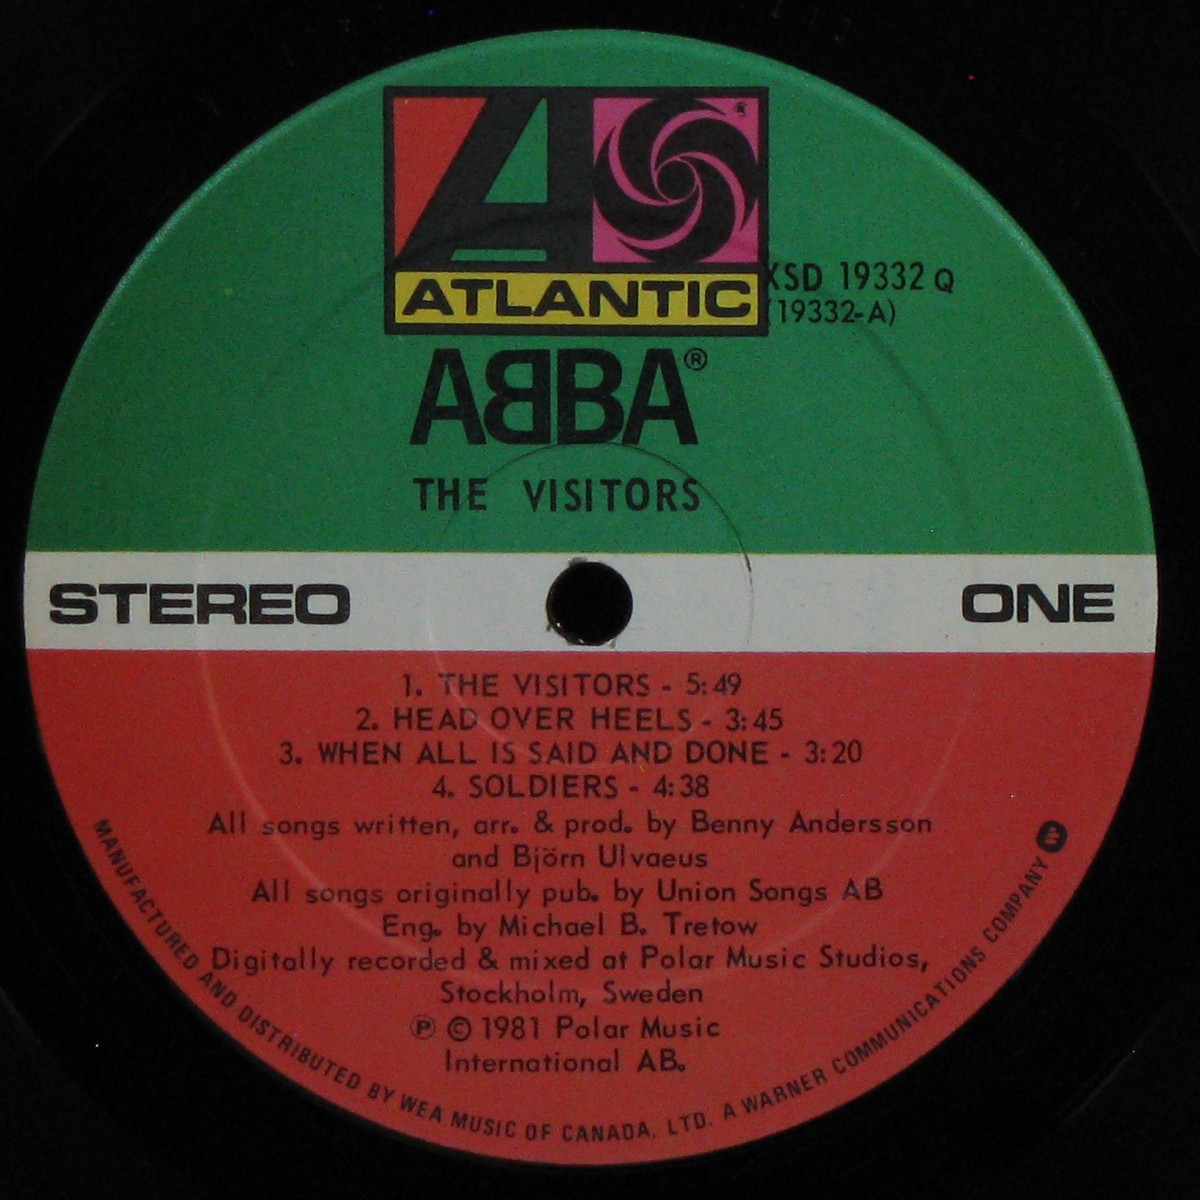 ATLANTIC
XSD 19332 Q
(19332-A)
ABBA®
THE VISITORS
STEREO
ONE
1. THE VISITORS - 5:49
2. HEAD OVER HEELS - 3:45
3. WHEN ALL IS SAID AND DONE - 3:20
4. SOLDIERS - 4:38
All songs written, arr. & prod. by Benny Andersson
and Björn Ulvaeus
All songs originally pub. by Union Songs AB
Eng. by Michael B. Tretow
Digitally recorded & mixed at Polar Music Studios,
Stockholm, Sweden
℗ © 1981 Polar Music
International AB.
MANUFACTURED AND DISTRIBUTED BY WEA MUSIC OF CANADA, LTD. A WARNER COMMUNICATIONS COMPANY